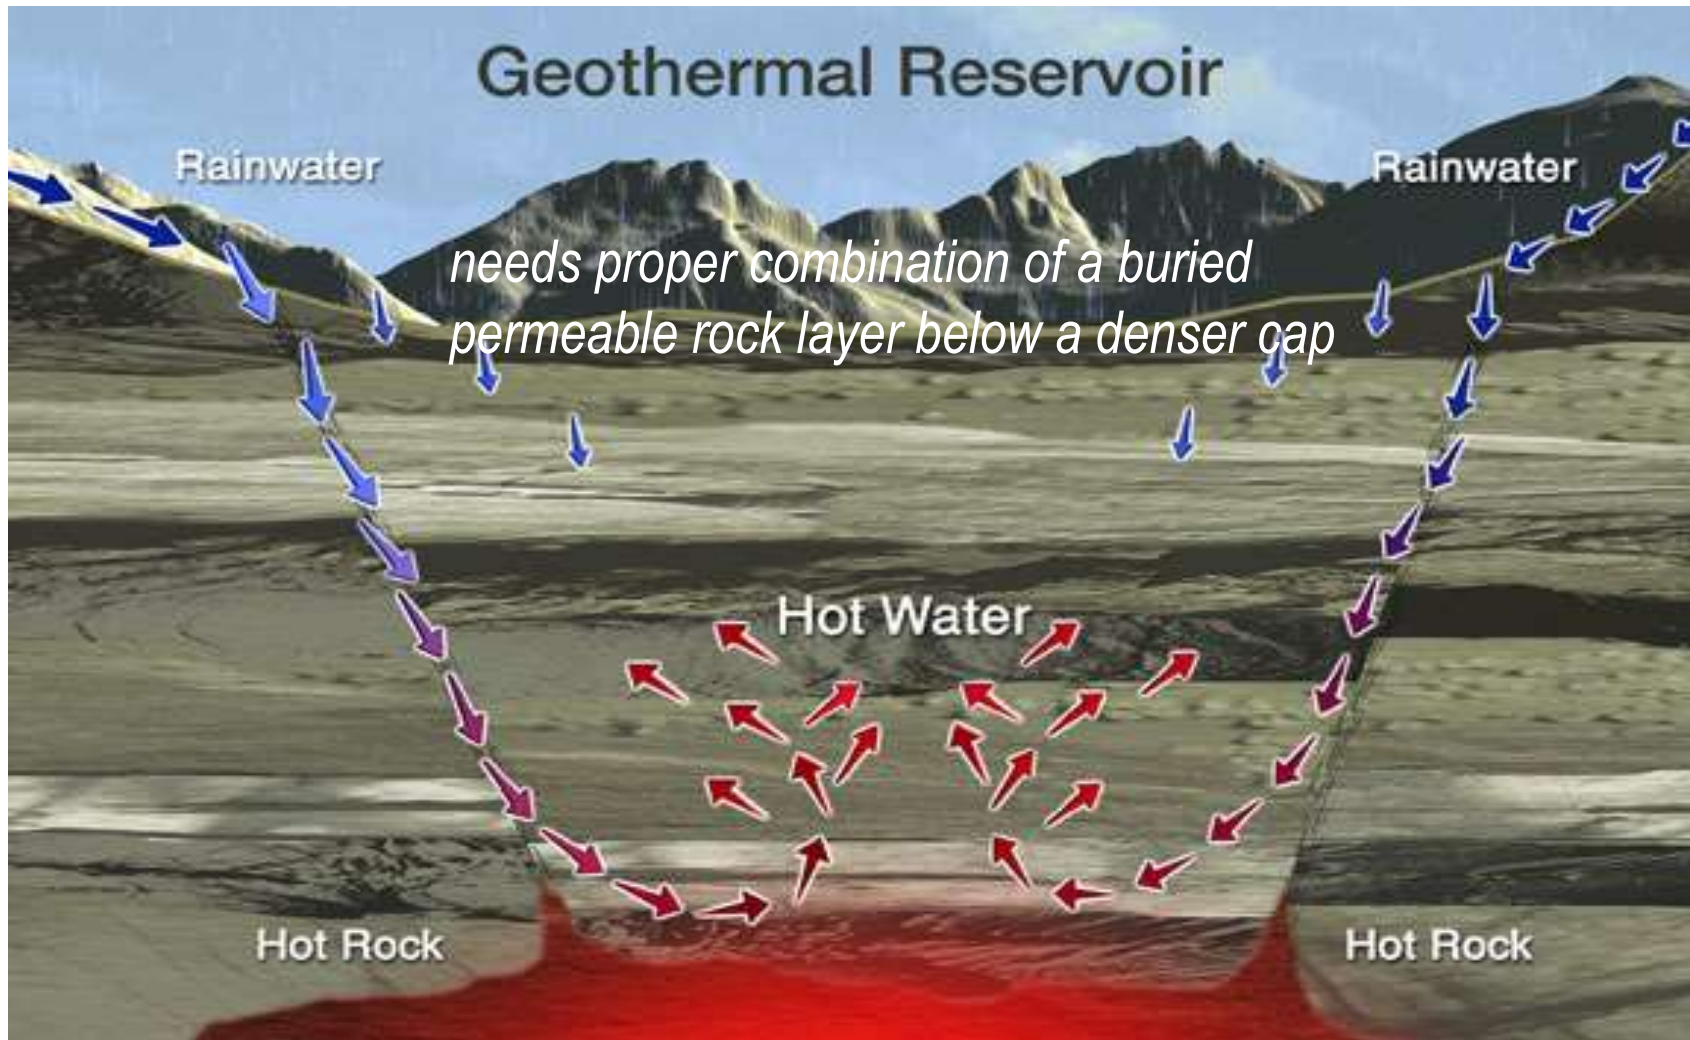 Geothermal Reservoir
Rainwater
Rainwater
needs proper combination of a buried
permeable rock layer below a denser cap
Hot Water
Hot Rock
Hot Rock